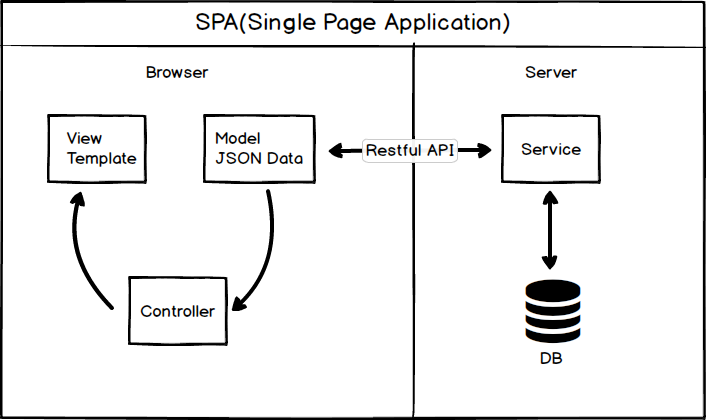 SPA(Single Page Application)
Browser
Server
View
Template
Model
JSON Data
Restful API
Service
Controller
DB